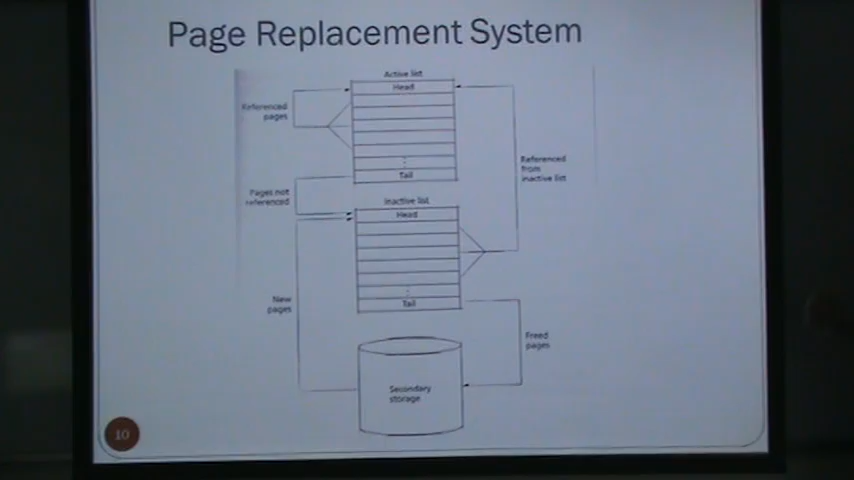 Page Replacement System
Active list
Head
Referenced
pages
Referenced
from
inactive list
Tail
Pages not
referenced
Inactive list
Head
New
pages
Tail
Freed
pages
Secondary
storage
10